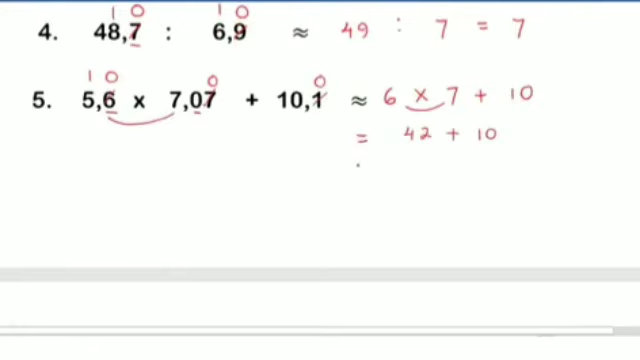 1 0 1 0
4. 48,7 : 6,9 ≈ 49 : 7 = 7
1 0 0 0
5. 5,6 x 7,07 + 10,1 ≈ 6 x 7 + 10
= 42 + 10